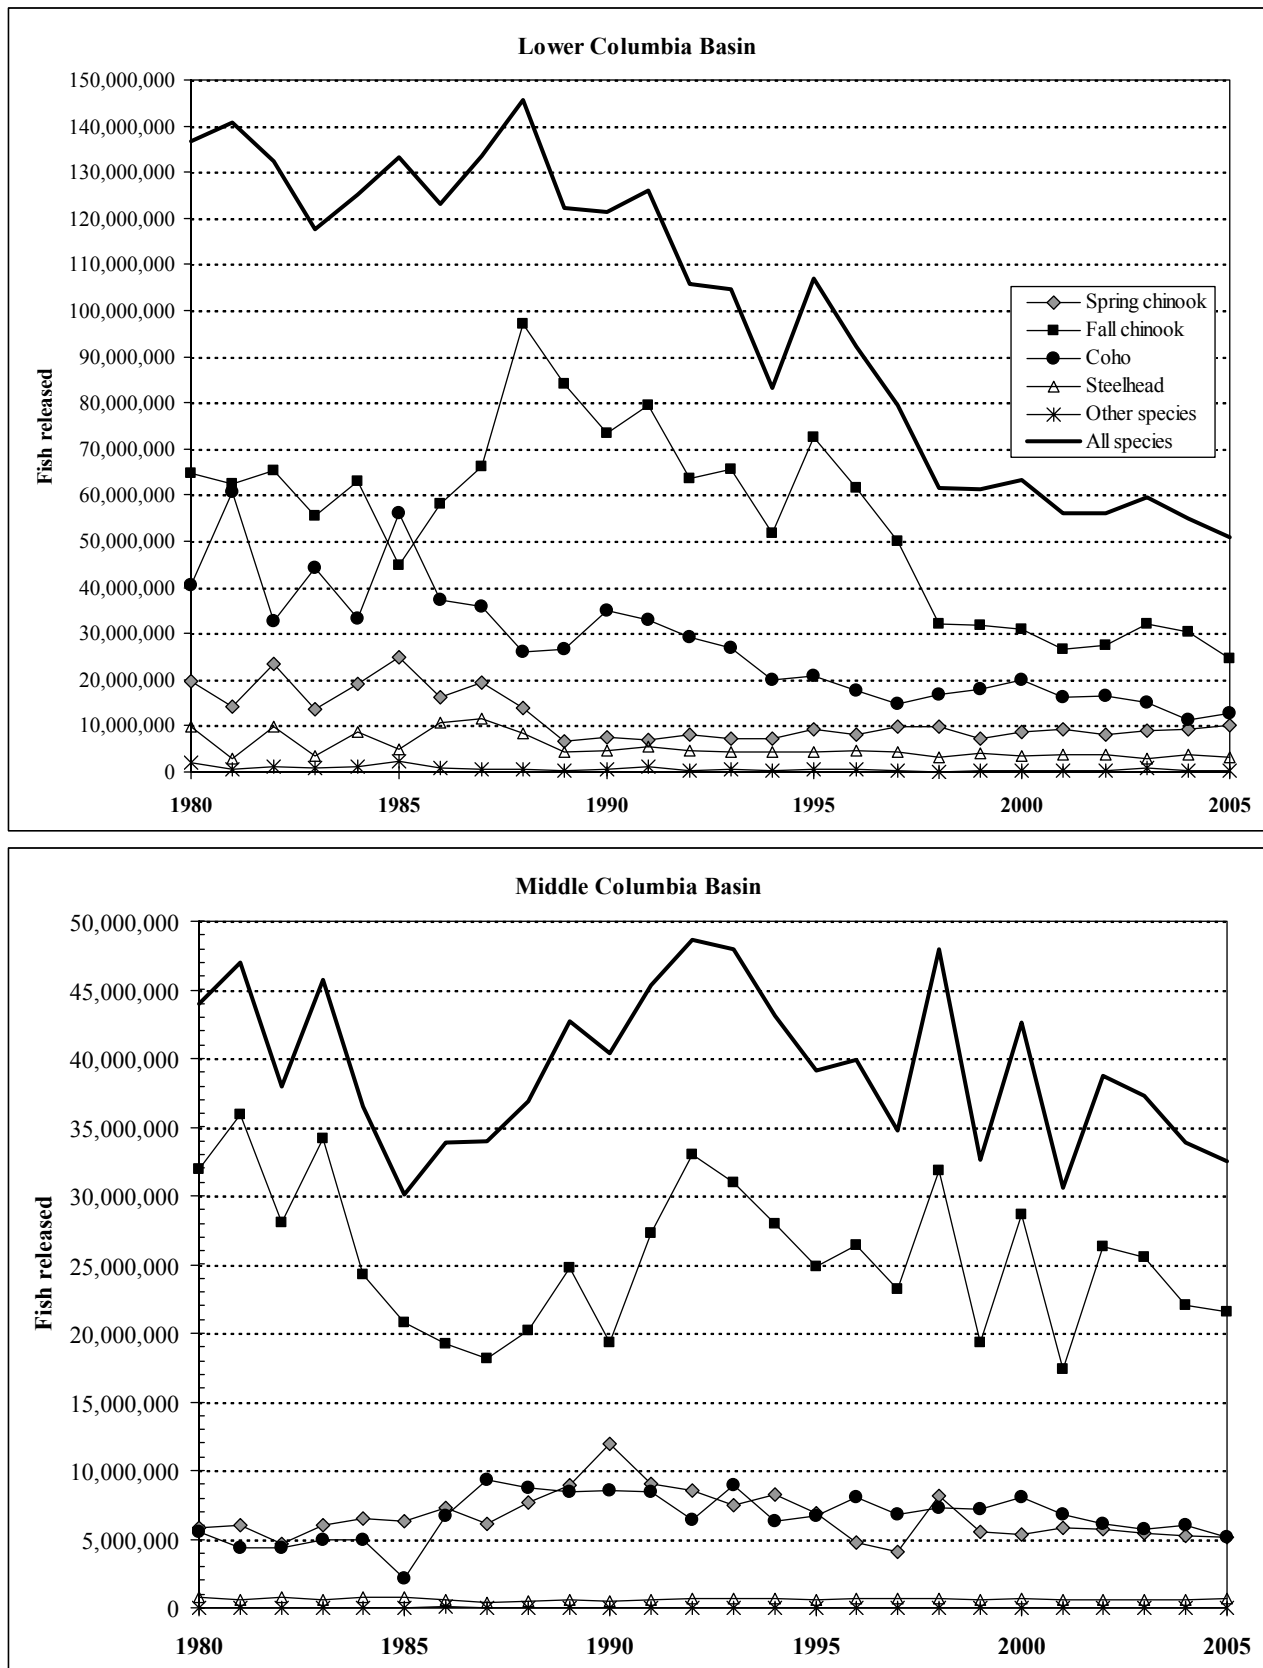 Lower Columbia Basin
150,000,000
140,000,000
130,000,000
120,000,000
110,000,000
100,000,000
90,000,000
80,000,000
70,000,000
60,000,000
50,000,000
40,000,000
30,000,000
20,000,000
10,000,000
0
Fish released
Spring chinook
Fall chinook
Coho
Steelhead
Other species
All species
1980 1985 1990 1995 2000 2005
Middle Columbia Basin
50,000,000
45,000,000
40,000,000
35,000,000
30,000,000
25,000,000
20,000,000
15,000,000
10,000,000
5,000,000
0
Fish released
1980 1985 1990 1995 2000 2005